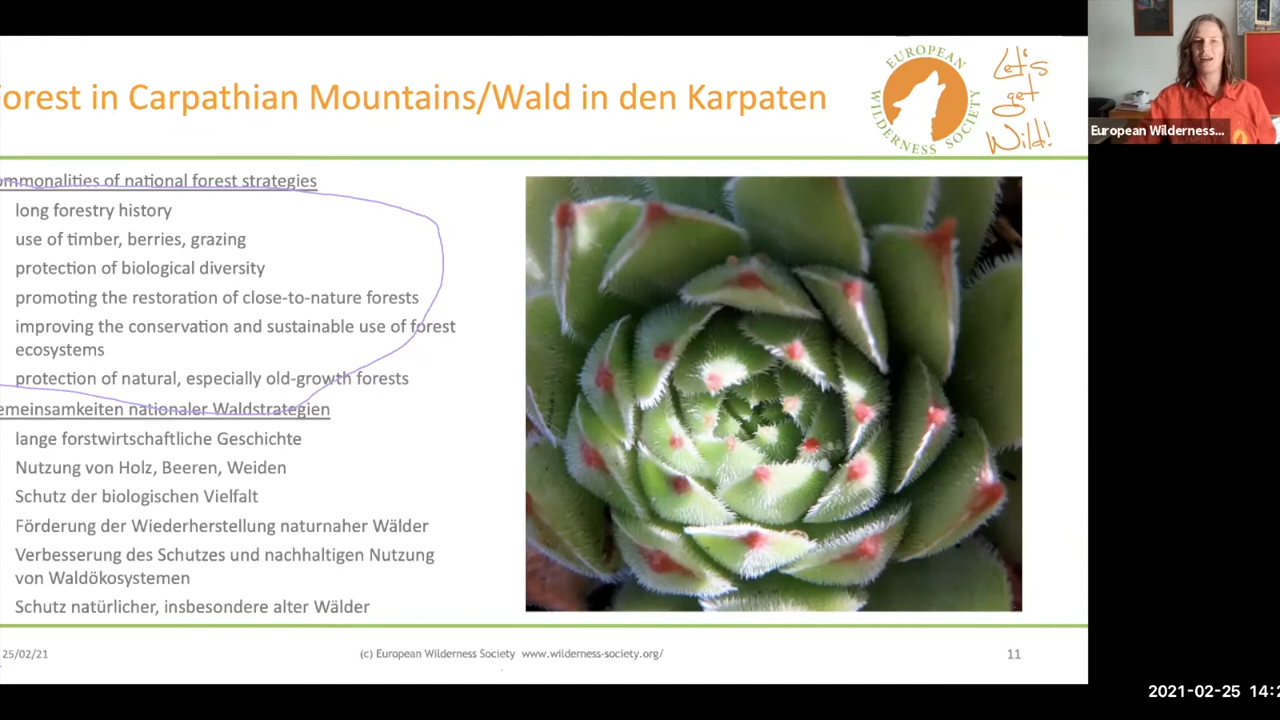 orest in Carpathian Mountains/Wald in den Karpaten
EUROPEAN
WILDERNESS SOCIETY
Let's
get
Wild!
European Wilderness...
ommonalities of national forest strategies
long forestry history
use of timber, berries, grazing
protection of biological diversity
promoting the restoration of close-to-nature forests
improving the conservation and sustainable use of forest
ecosystems
protection of natural, especially old-growth forests
emeinsamkeiten nationaler Waldstrategien
lange forstwirtschaftliche Geschichte
Nutzung von Holz, Beeren, Weiden
Schutz der biologischen Vielfalt
Förderung der Wiederherstellung naturnaher Wälder
Verbesserung des Schutzes und nachhaltigen Nutzung
von Waldökosystemen
Schutz natürlicher, insbesondere alter Wälder
25/02/21
(c) European Wilderness Society www.wilderness-society.org/
11
2021-02-25 14:2